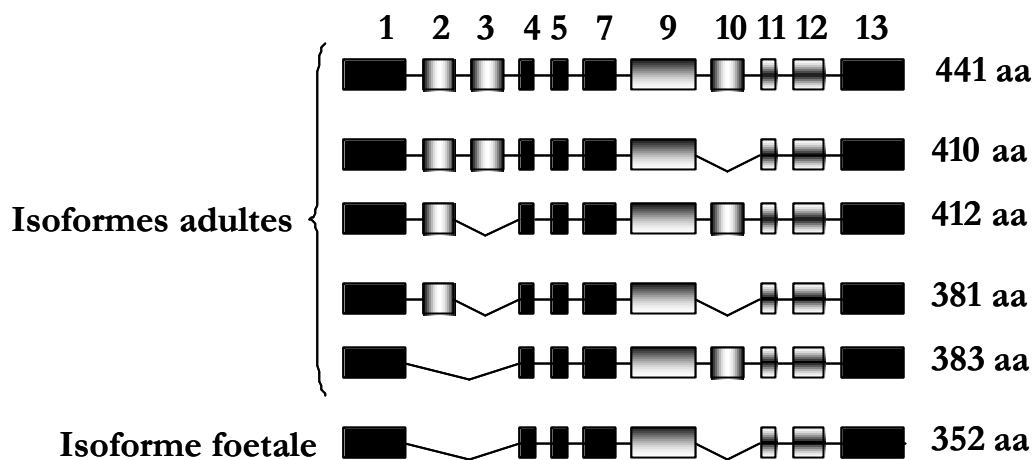 1 2 3 4 5 7 9 10 11 12 13
441 aa
410 aa
Isoformes adultes
412 aa
381 aa
383 aa
Isoforme foetale
352 aa